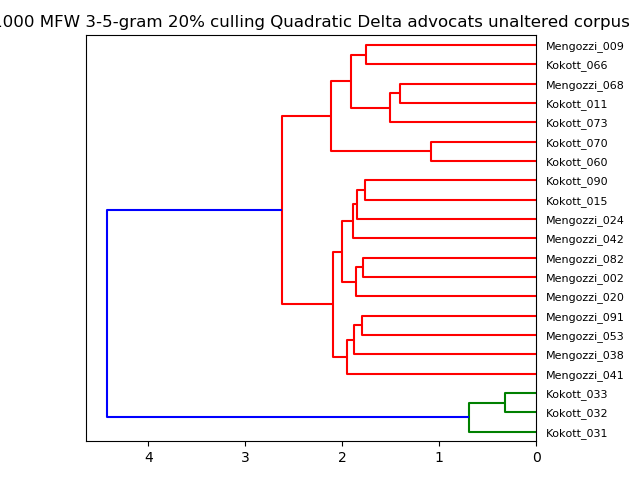 000 MFW 3-5-gram 20% culling Quadratic Delta advocats unaltered corpus
Mengozzi_009
Kokott_066
Mengozzi_068
Kokott_011
Kokott_073
Kokott_070
Kokott_060
Kokott_090
Kokott_015
Mengozzi_024
Mengozzi_042
Mengozzi_082
Mengozzi_002
Mengozzi_020
Mengozzi_091
Mengozzi_053
Mengozzi_038
Mengozzi_041
Kokott_033
Kokott_032
Kokott_031
4 3 2 1 0